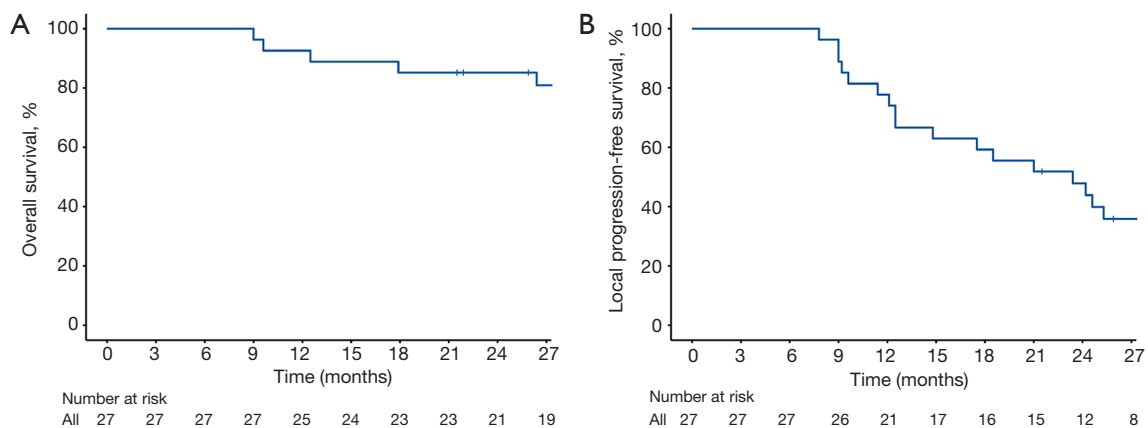 A
Overall survival, %
100
80
60
40
20
0
0 3 6 9 12 15 18 21 24 27
Time (months)
Number at risk
All 27 27 27 27 25 24 23 23 21 19
B
Local progression-free survival, %
100
80
60
40
20
0
0 3 6 9 12 15 18 21 24 27
Time (months)
Number at risk
All 27 27 27 26 21 17 16 15 12 8